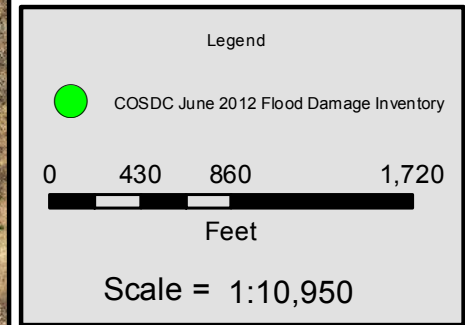 Legend
COSDC June 2012 Flood Damage Inventory
0 430 860 1,720
Feet
Scale = 1:10,950